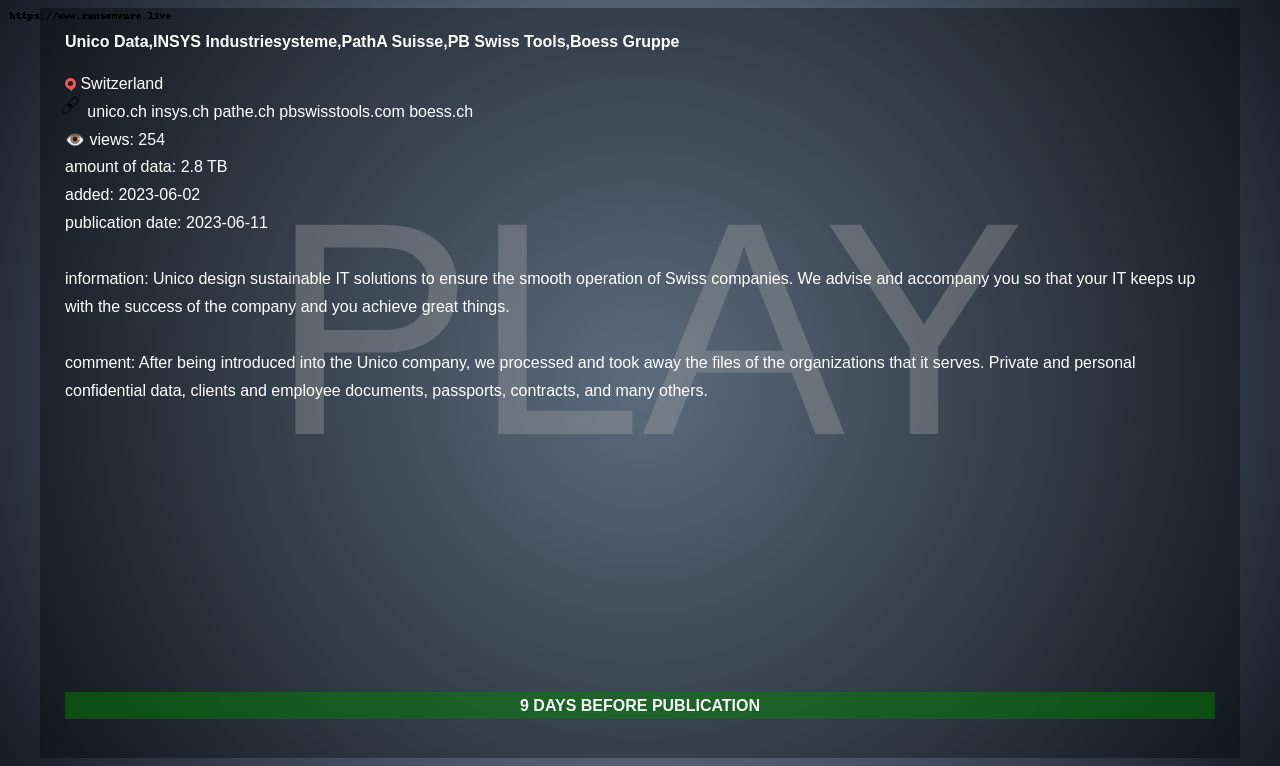 https://www.ransomware.live
Unico Data,INSYS Industriesysteme,PathA Suisse,PB Swiss Tools,Boess Gruppe
Switzerland
unico.ch insys.ch pathe.ch pbswisstools.com boess.ch
views: 254
amount of data: 2.8 TB
added: 2023-06-02
publication date: 2023-06-11
PLAY
information: Unico design sustainable IT solutions to ensure the smooth operation of Swiss companies. We advise and accompany you so that your IT keeps up
with the success of the company and you achieve great things.
comment: After being introduced into the Unico company, we processed and took away the files of the organizations that it serves. Private and personal
confidential data, clients and employee documents, passports, contracts, and many others.
9 DAYS BEFORE PUBLICATION